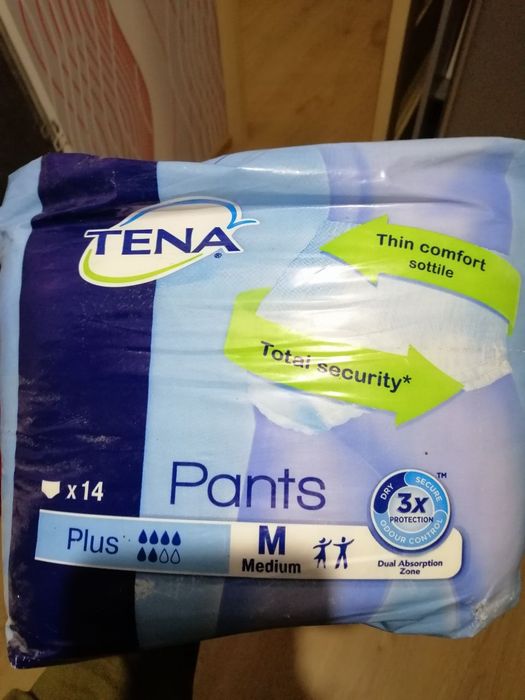 TENA®
Thin comfort
sottile
Total security*
x 14
Pants
Plus
M
Medium
DRY SECURE
3x
PROTECTION
ODOUR CONTROL
TM
Dual Absorption
Zone